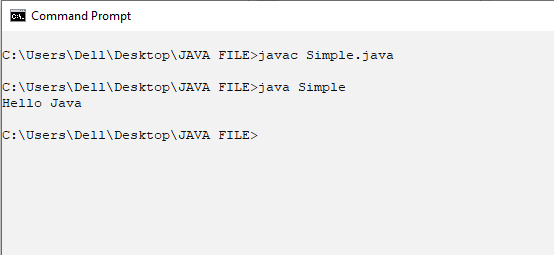 Command Prompt
C:\Users\Dell\Desktop\JAVA FILE>javac Simple.java
C:\Users\Dell\Desktop\JAVA FILE>java Simple
Hello Java
C:\Users\Dell\Desktop\JAVA FILE>